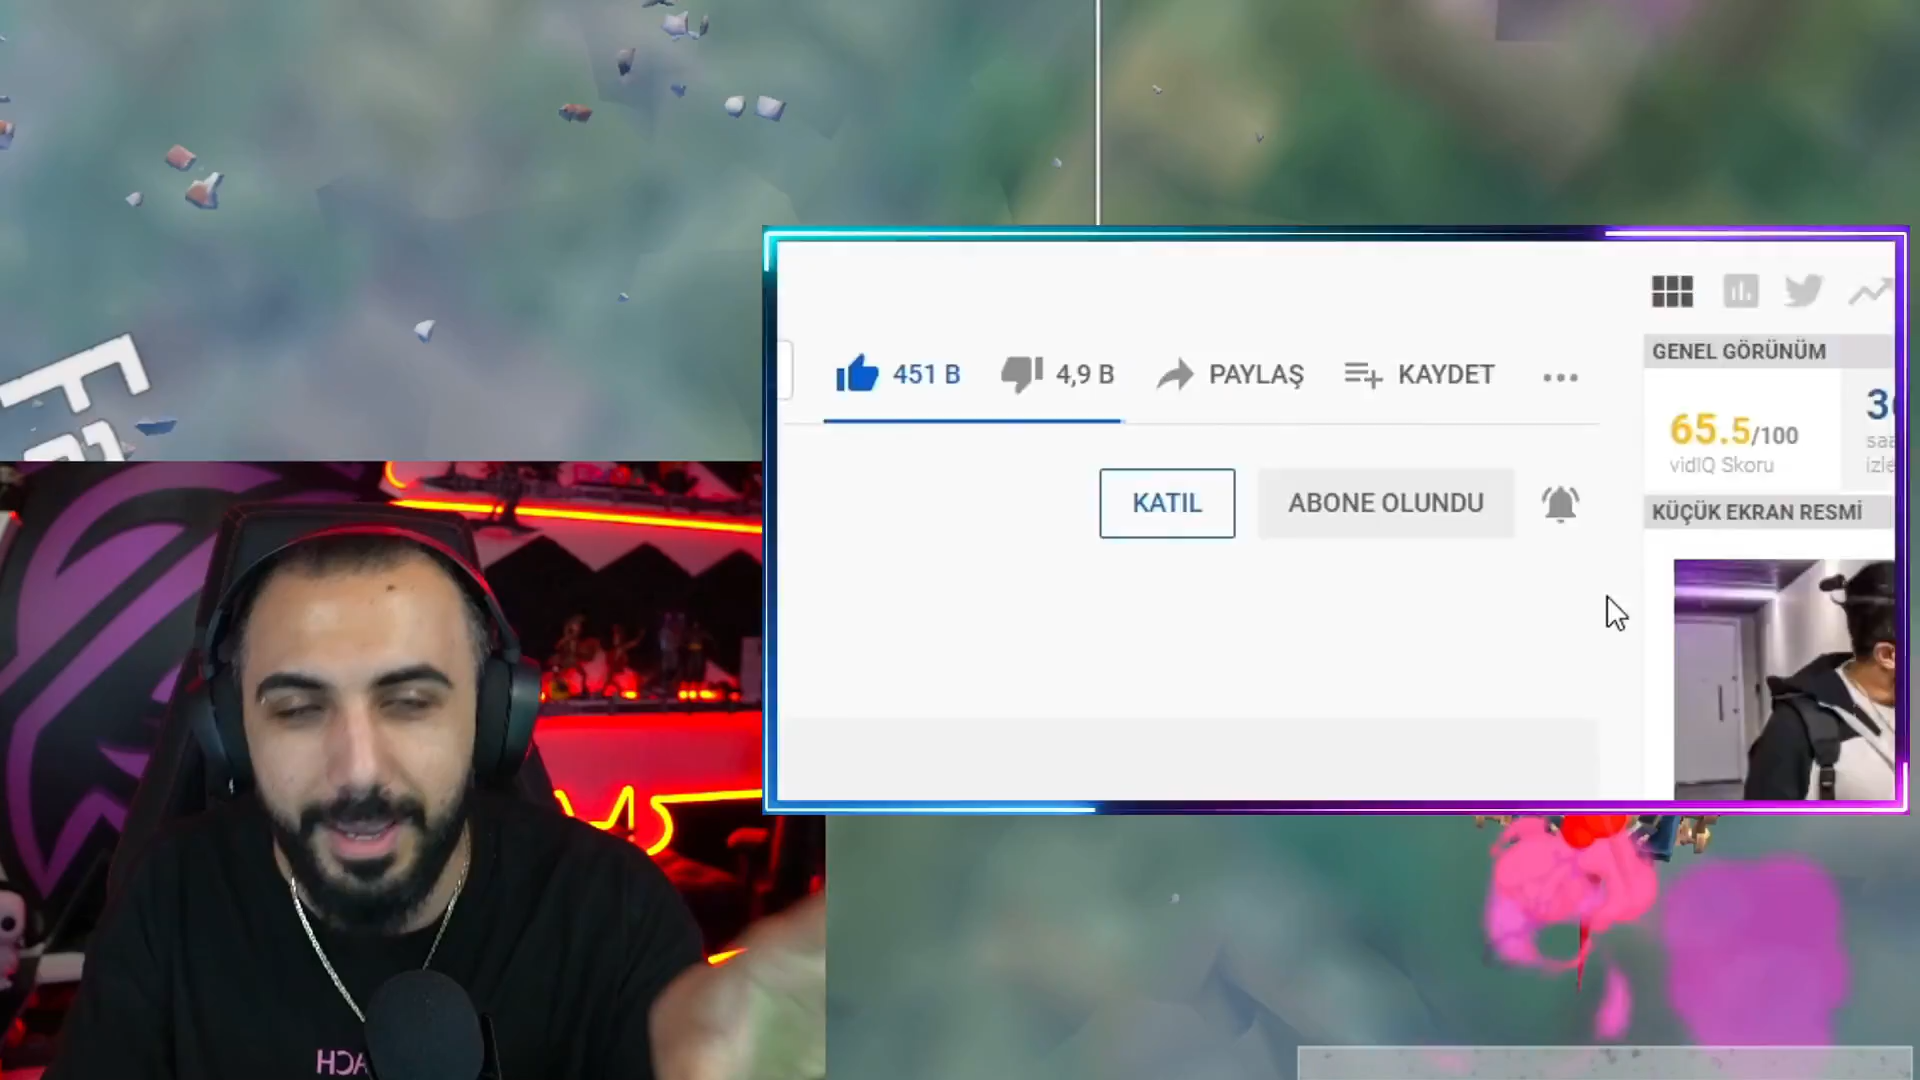 GENEL GÖRÜNÜM
451 B 4,9 B PAYLAŞ KAYDET
65.5/100
vidIQ Skoru
KATIL ABONE OLUNDU
KÜÇÜK EKRAN RESMİ